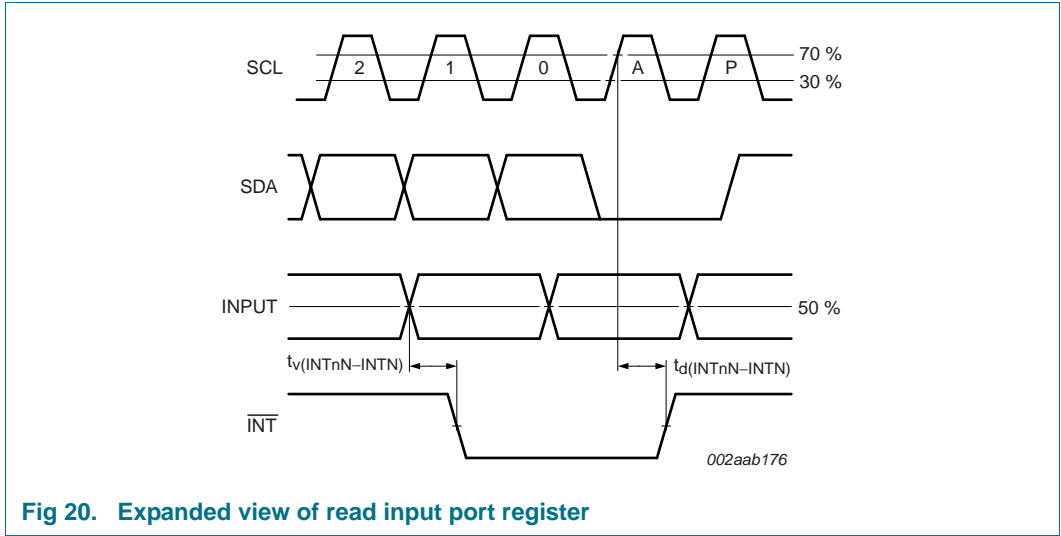 SCL 2 1 0 A P 70 %
30 %
SDA
INPUT 50 %
tv(INTnN–INTN) td(INTnN–INTN)
INT
002aab176
Fig 20. Expanded view of read input port register